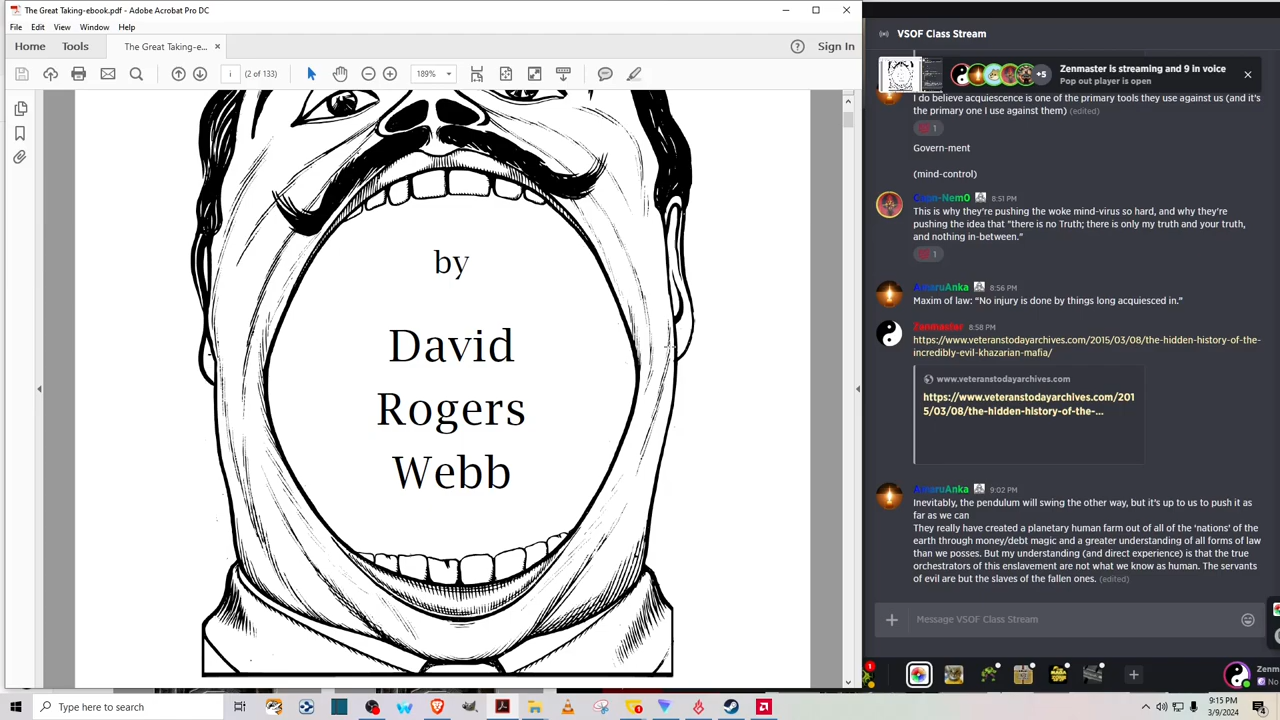 The Great Taking-ebook.pdf - Adobe Acrobat Pro DC
File Edit View Window Help
Home Tools The Great Taking-e... × Sign In
i (2 of 133) 189%
by
David
Rogers
Webb
VSOF Class Stream
Zenmaster is streaming and 9 in voice
+5
Pop out player is open
I do believe acquiescence is one of the primary tools they use against us (and it's
the primary one I use against them) (edited)
1
Govern-ment
(mind-control)
8:51 PM
This is why they're pushing the woke mind-virus so hard, and why they're
pushing the idea that "there is no Truth; there is only my truth and your truth,
and nothing in-between."
1
AmaruAnka 8:56 PM
Maxim of law: “No injury is done by things long acquiesced in.”
Zenmaster 8:58 PM
https://www.veteranstodayarchives.com/2015/03/08/the-hidden-history-of-the-
incredibly-evil-khazarian-mafia/
www.veteranstodayarchives.com
https://www.veteranstodayarchives.com/201
5/03/08/the-hidden-history-of-the-...
AmaruAnka 9:02 PM
Inevitably, the pendulum will swing the other way, but it's up to us to push it as
far as we can
They really have created a planetary human farm out of all of the 'nations' of the
earth through money/debt magic and a greater understanding of all forms of law
than we posses. But my understanding (and direct experience) is that the true
orchestrators of this enslavement are not what we know as human. The servants
of evil are but the slaves of the fallen ones. (edited)
Message VSOF Class Stream
1
Zenm
No
Type here to search
9:15 PM
3/9/2024
4